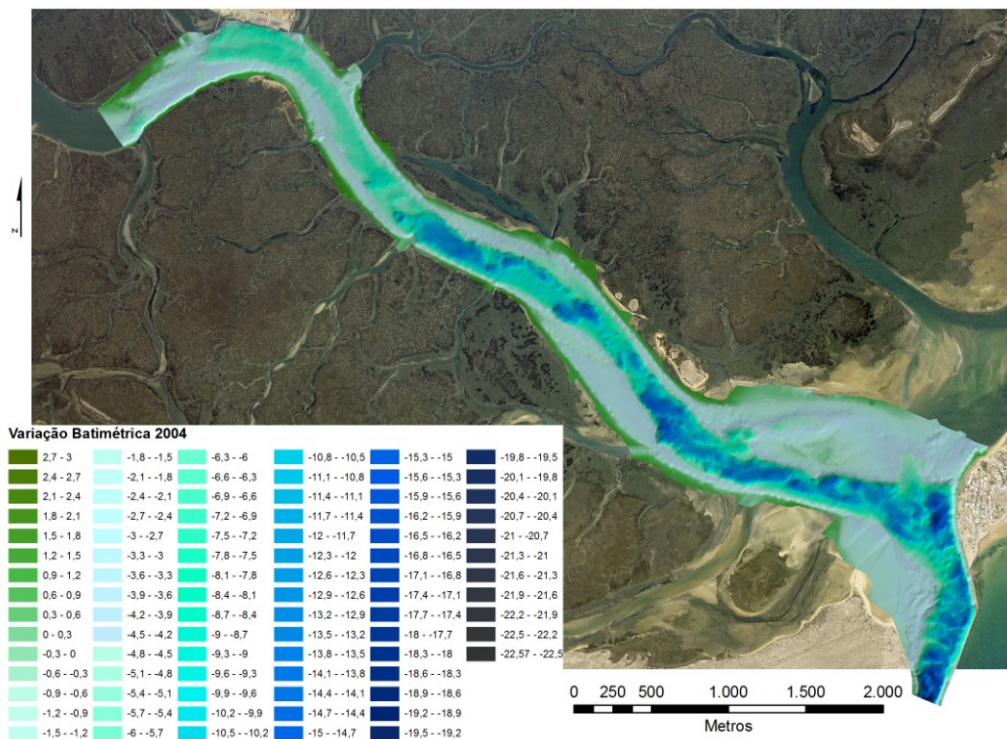 z
Variação Batimétrica 2004
2,7 - 3
2,4 - 2,7
2,1 - 2,4
1,8 - 2,1
1,5 - 1,8
1,2 - 1,5
0,9 - 1,2
0,6 - 0,9
0,3 - 0,6
0 - 0,3
-0,3 - 0
-0,6 - -0,3
-0,9 - -0,6
-1,2 - -0,9
-1,5 - -1,2
-1,8 - -1,5
-2,1 - -1,8
-2,4 - -2,1
-2,7 - -2,4
-3 - -2,7
-3,3 - -3
-3,6 - -3,3
-3,9 - -3,6
-4,2 - -3,9
-4,5 - -4,2
-4,8 - -4,5
-5,1 - -4,8
-5,4 - -5,1
-5,7 - -5,4
-6 - -5,7
-6,3 - -6
-6,6 - -6,3
-6,9 - -6,6
-7,2 - -6,9
-7,5 - -7,2
-7,8 - -7,5
-8,1 - -7,8
-8,4 - -8,1
-8,7 - -8,4
-9 - -8,7
-9,3 - -9
-9,6 - -9,3
-9,9 - -9,6
-10,2 - -9,9
-10,5 - -10,2
-10,8 - -10,5
-11,1 - -10,8
-11,4 - -11,1
-11,7 - -11,4
-12 - -11,7
-12,3 - -12
-12,6 - -12,3
-12,9 - -12,6
-13,2 - -12,9
-13,5 - -13,2
-13,8 - -13,5
-14,1 - -13,8
-14,4 - -14,1
-14,7 - -14,4
-15 - -14,7
-15,3 - -15
-15,6 - -15,3
-15,9 - -15,6
-16,2 - -15,9
-16,5 - -16,2
-16,8 - -16,5
-17,1 - -16,8
-17,4 - -17,1
-17,7 - -17,4
-18 - -17,7
-18,3 - -18
-18,6 - -18,3
-18,9 - -18,6
-19,2 - -18,9
-19,5 - -19,2
-19,8 - -19,5
-20,1 - -19,8
-20,4 - -20,1
-20,7 - -20,4
-21 - -20,7
-21,3 - -21
-21,6 - -21,3
-21,9 - -21,6
-22,2 - -21,9
-22,5 - -22,2
-22,57 - -22,5
0 250 500 1.000 1.500 2.000
Metros